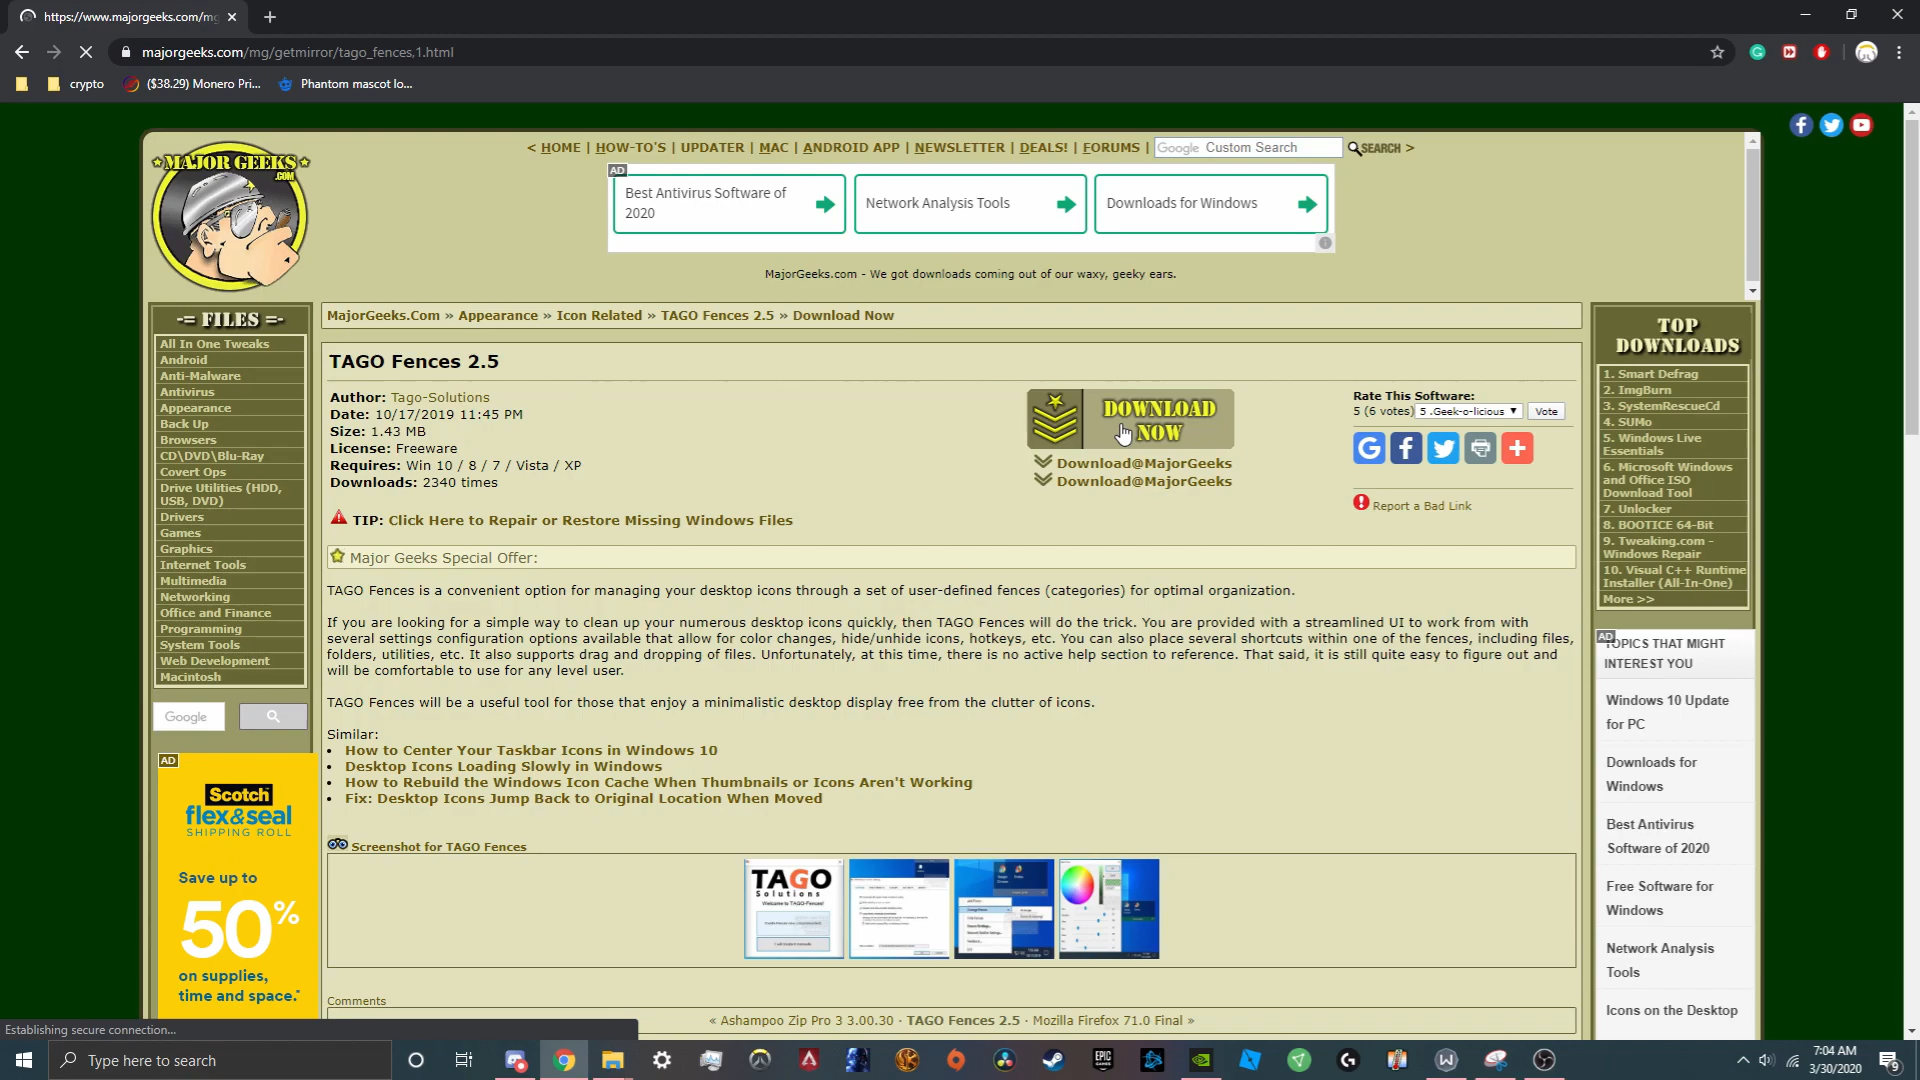 https://www.majorgeeks.com/mg
majorgeeks.com/mg/getmirror/tago_fences,1.html
crypto
($38.29) Monero Pri...
Phantom mascot lo...
MAJOR GEEKS
.COM
< HOME | HOW-TO'S | UPDATER | MAC | ANDROID APP | NEWSLETTER | DEALS! | FORUMS | Google Custom Search SEARCH >
AD
Best Antivirus Software of
2020
Network Analysis Tools
Downloads for Windows
MajorGeeks.com - We got downloads coming out of our waxy, geeky ears.
-= FILES =-
All In One Tweaks
Android
Anti-Malware
Antivirus
Appearance
Back Up
Browsers
CD\DVD\Blu-Ray
Covert Ops
Drive Utilities (HDD,
USB, DVD)
Drivers
Games
Graphics
Internet Tools
Multimedia
Networking
Office and Finance
Programming
System Tools
Web Development
Macintosh
Google
AD
Scotch
flex&seal
SHIPPING ROLL
Save up to
50%
on supplies,
time and space.*
MajorGeeks.Com » Appearance » Icon Related » TAGO Fences 2.5 » Download Now
TAGO Fences 2.5
Author: Tago-Solutions
Date: 10/17/2019 11:45 PM
Size: 1.43 MB
License: Freeware
Requires: Win 10 / 8 / 7 / Vista / XP
Downloads: 2340 times
DOWNLOAD
NOW
Download@MajorGeeks
Download@MajorGeeks
Rate This Software:
5 (6 votes) 5 .Geek-o-licious Vote
Report a Bad Link
TIP: Click Here to Repair or Restore Missing Windows Files
Major Geeks Special Offer:
TAGO Fences is a convenient option for managing your desktop icons through a set of user-defined fences (categories) for optimal organization.
If you are looking for a simple way to clean up your numerous desktop icons quickly, then TAGO Fences will do the trick. You are provided with a streamlined UI to work from with
several settings configuration options available that allow for color changes, hide/unhide icons, hotkeys, etc. You can also place several shortcuts within one of the fences, including files,
folders, utilities, etc. It also supports drag and dropping of files. Unfortunately, at this time, there is no active help section to reference. That said, it is still quite easy to figure out and
will be comfortable to use for any level user.
TAGO Fences will be a useful tool for those that enjoy a minimalistic desktop display free from the clutter of icons.
Similar:
• How to Center Your Taskbar Icons in Windows 10
• Desktop Icons Loading Slowly in Windows
• How to Rebuild the Windows Icon Cache When Thumbnails or Icons Aren't Working
• Fix: Desktop Icons Jump Back to Original Location When Moved
Screenshot for TAGO Fences
TAGO
Solutions
Welcome to TAGO-Fences!
Comments
« Ashampoo Zip Pro 3 3.00.30 · TAGO Fences 2.5 · Mozilla Firefox 71.0 Final »
TOP
DOWNLOADS
1. Smart Defrag
2. ImgBurn
3. SystemRescueCd
4. SUMo
5. Windows Live
Essentials
6. Microsoft Windows
and Office ISO
Download Tool
7. Unlocker
8. BOOTICE 64-Bit
9. Tweaking.com -
Windows Repair
10. Visual C++ Runtime
Installer (All-In-One)
More >>
AD
TOPICS THAT MIGHT
INTEREST YOU
Windows 10 Update
for PC
Downloads for
Windows
Best Antivirus
Software of 2020
Free Software for
Windows
Network Analysis
Tools
Icons on the Desktop
Establishing secure connection...
Type here to search
EPIC
GAMES
7:04 AM
3/30/2020
9